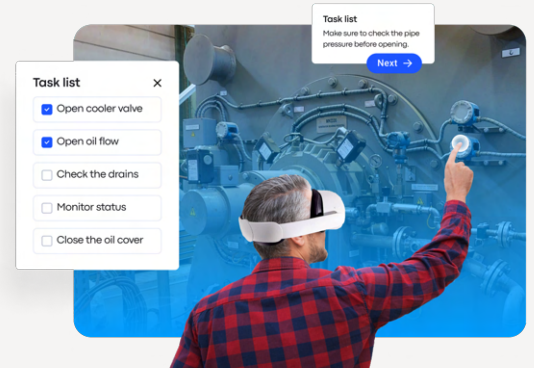 Task list
Make sure to check the pipe
pressure before opening.
Next
Task list
Open cooler valve
Open oil flow
Check the drains
Monitor status
Close the oil cover